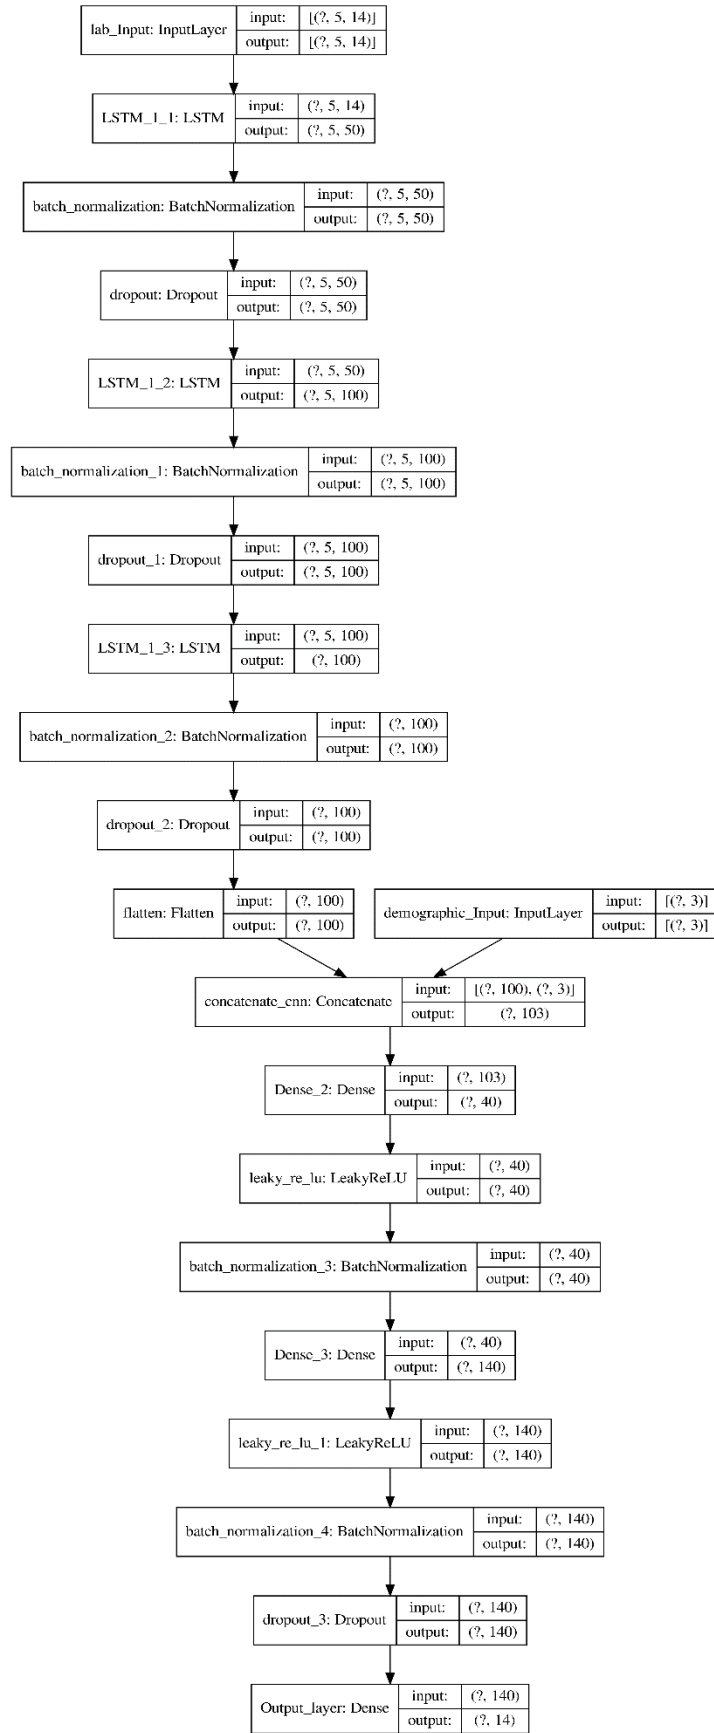 lab_Input: InputLayer input: [(?, 5, 14)]
output: [(?, 5, 14)]
LSTM_1_1: LSTM input: (?, 5, 14)
output: (?, 5, 50)
batch_normalization: BatchNormalization input: (?, 5, 50)
output: (?, 5, 50)
dropout: Dropout input: (?, 5, 50)
output: (?, 5, 50)
LSTM_1_2: LSTM input: (?, 5, 50)
output: (?, 5, 100)
batch_normalization_1: BatchNormalization input: (?, 5, 100)
output: (?, 5, 100)
dropout_1: Dropout input: (?, 5, 100)
output: (?, 5, 100)
LSTM_1_3: LSTM input: (?, 5, 100)
output: (?, 100)
batch_normalization_2: BatchNormalization input: (?, 100)
output: (?, 100)
dropout_2: Dropout input: (?, 100)
output: (?, 100)
flatten: Flatten input: (?, 100)
output: (?, 100)
demographic_Input: InputLayer input: [(?, 3)]
output: [(?, 3)]
concatenate_cnn: Concatenate input: [(?, 100), (?, 3)]
output: (?, 103)
Dense_2: Dense input: (?, 103)
output: (?, 40)
leaky_re_lu: LeakyReLU input: (?, 40)
output: (?, 40)
batch_normalization_3: BatchNormalization input: (?, 40)
output: (?, 40)
Dense_3: Dense input: (?, 40)
output: (?, 140)
leaky_re_lu_1: LeakyReLU input: (?, 140)
output: (?, 140)
batch_normalization_4: BatchNormalization input: (?, 140)
output: (?, 140)
dropout_3: Dropout input: (?, 140)
output: (?, 140)
Output_layer: Dense input: (?, 140)
output: (?, 14)